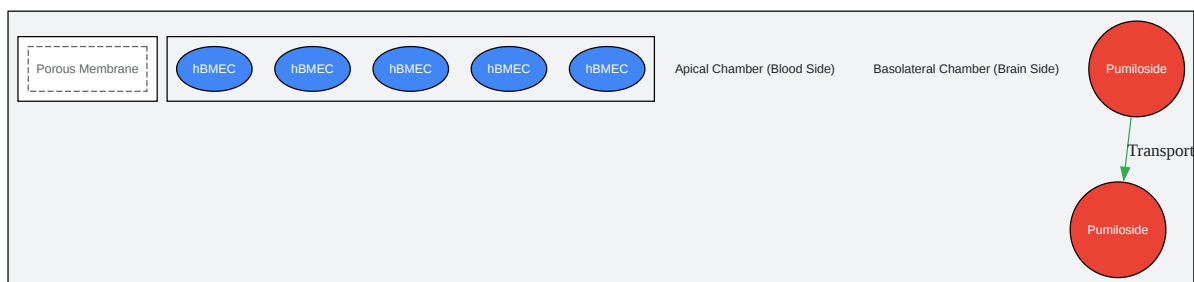 Porous Membrane
hBMEC
hBMEC
hBMEC
hBMEC
hBMEC
Apical Chamber (Blood Side)
Basolateral Chamber (Brain Side)
Pumiloside
Transport
Pumiloside